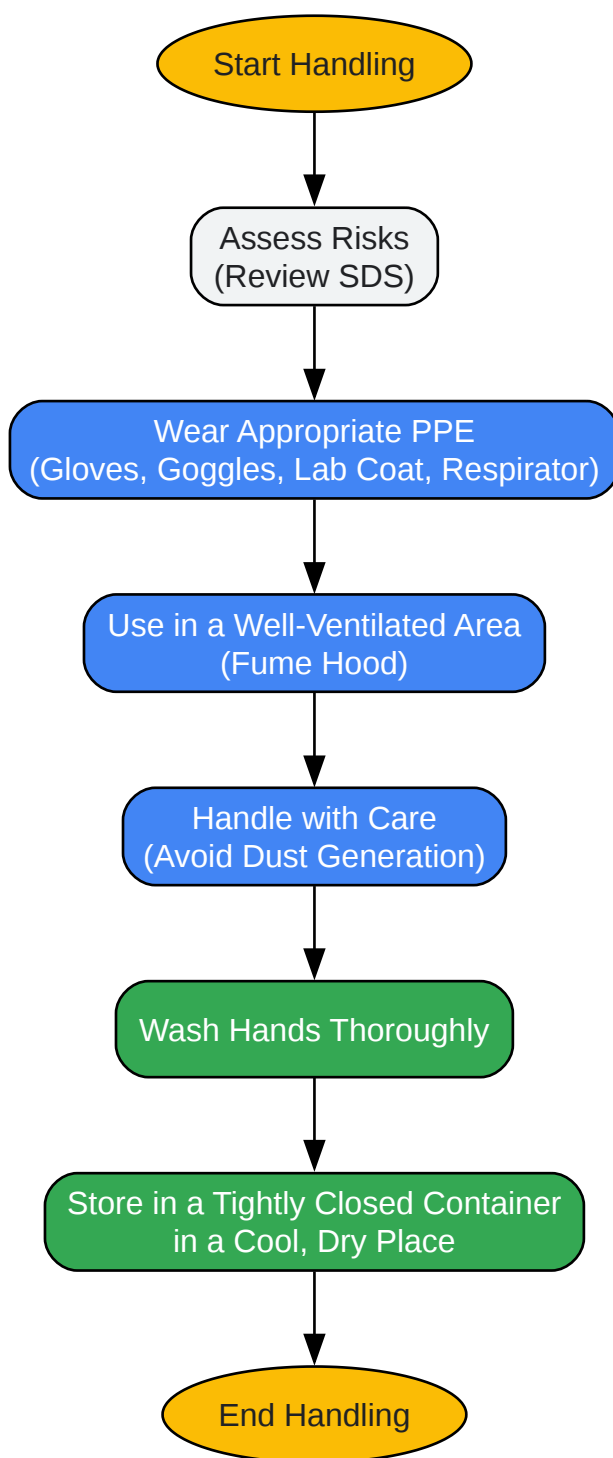 Start Handling
Assess Risks
(Review SDS)
Wear Appropriate PPE
(Gloves, Goggles, Lab Coat, Respirator)
Use in a Well-Ventilated Area
(Fume Hood)
Handle with Care
(Avoid Dust Generation)
Wash Hands Thoroughly
Store in a Tightly Closed Container
in a Cool, Dry Place
End Handling